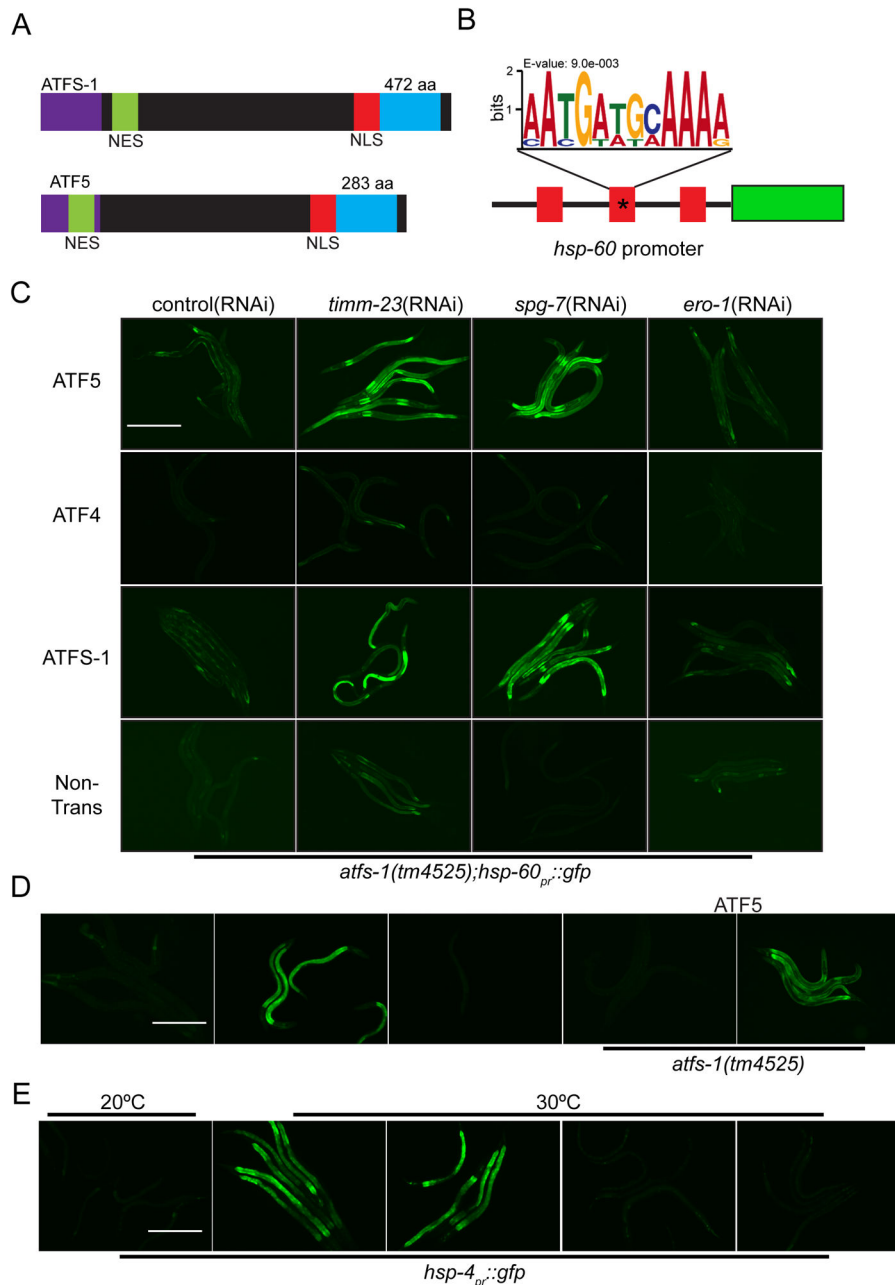 A
ATFS-1
472 aa
NES
NLS
ATF5
283 aa
NES
NLS
B
E-value: 9.0e-003
bits
2
1
AATGATGCAAAA
CACTATAG
*
hsp-60 promoter
C
control(RNAi) timm-23(RNAi) spg-7(RNAi) ero-1(RNAi)
ATF5
ATF4
ATFS-1
Non-
Trans
atfs-1(tm4525);hsp-60pr::gfp
D
ATF5
atfs-1(tm4525)
E
20ºC 30ºC
hsp-4pr::gfp